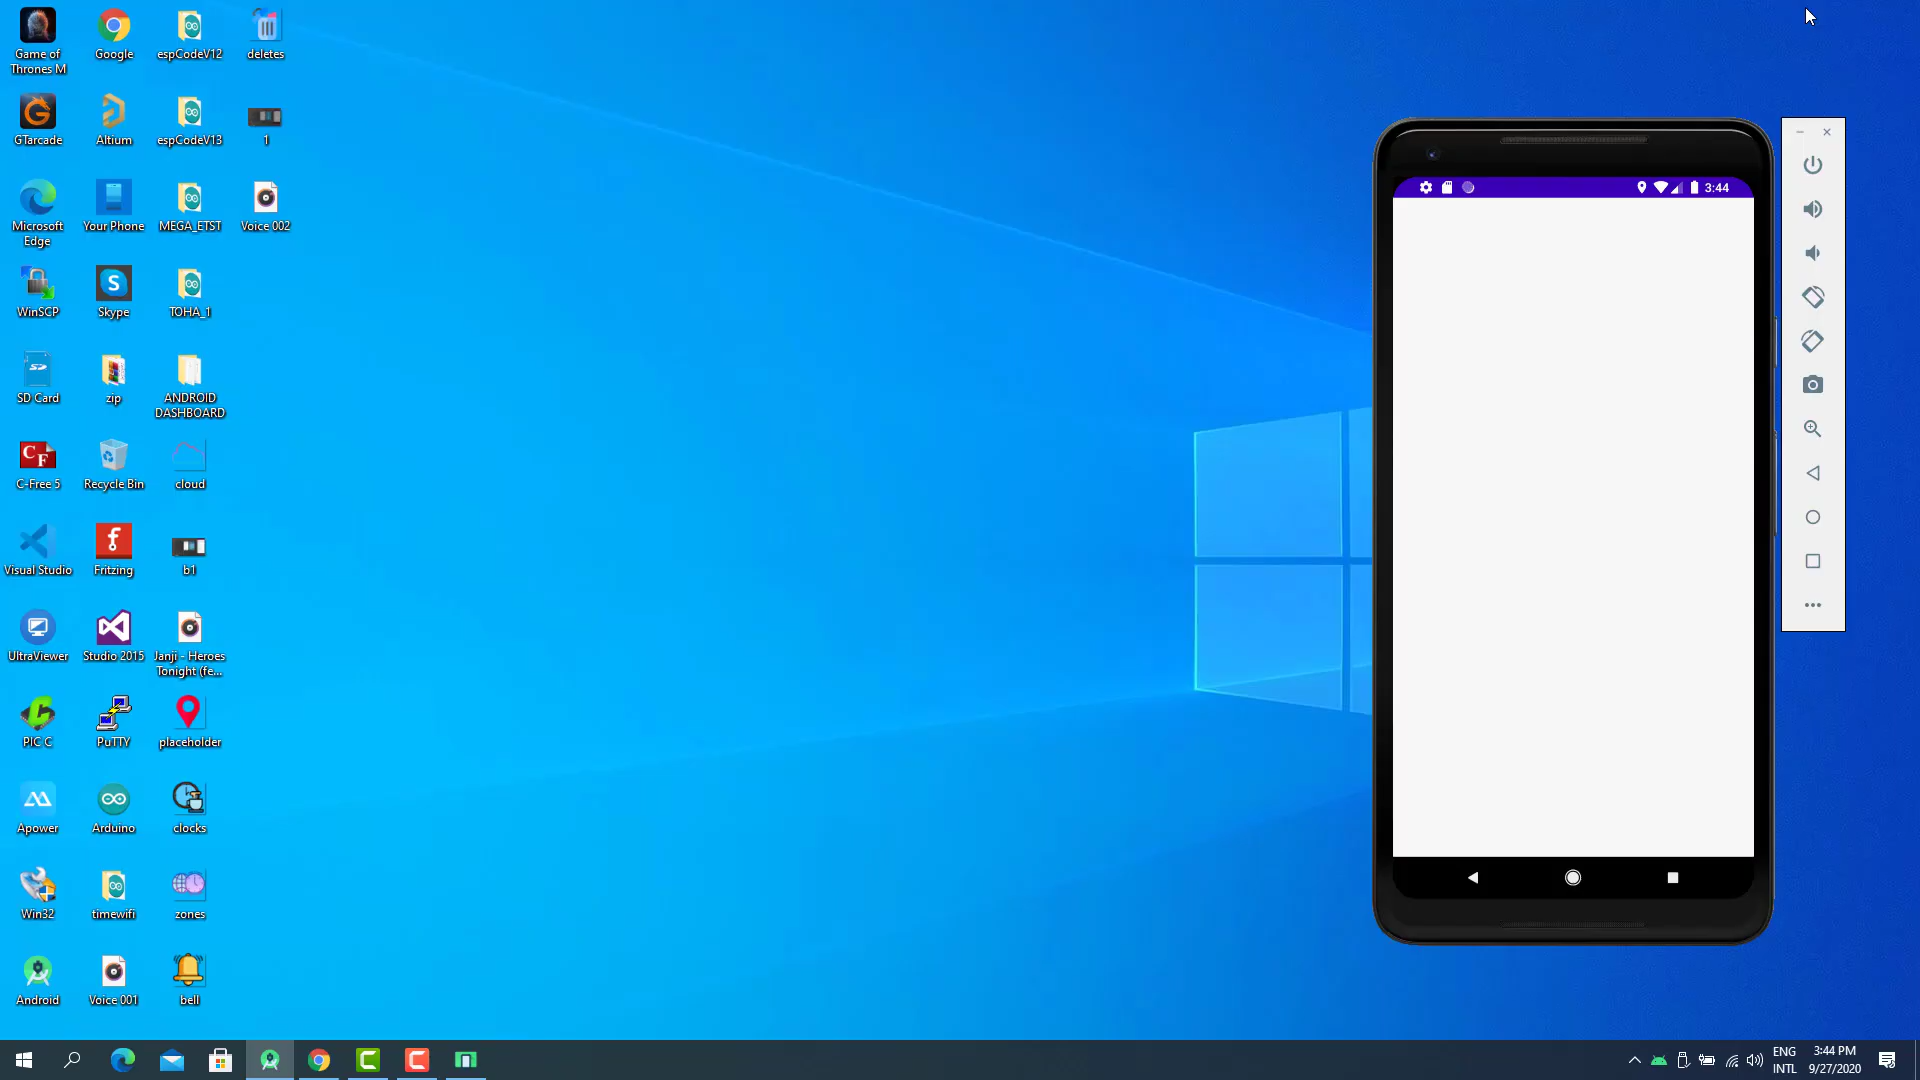 Game of
Thrones M
Google
espCodeV12
deletes
GTarcade
Altium
espCodeV13
1
Microsoft
Edge
Your Phone
MEGA_ETST
Voice 002
WinSCP
Skype
TOHA_1
SD Card
zip
ANDROID
DASHBOARD
C-Free 5
Recycle Bin
cloud
Visual Studio
Fritzing
b1
UltraViewer
Studio 2015
Janji - Heroes
Tonight (fe...
PIC C
PuTTY
placeholder
Apower
Arduino
clocks
Win32
timewifi
zones
Android
Voice 001
bell
3:44
ENG
INTL
3:44 PM
9/27/2020